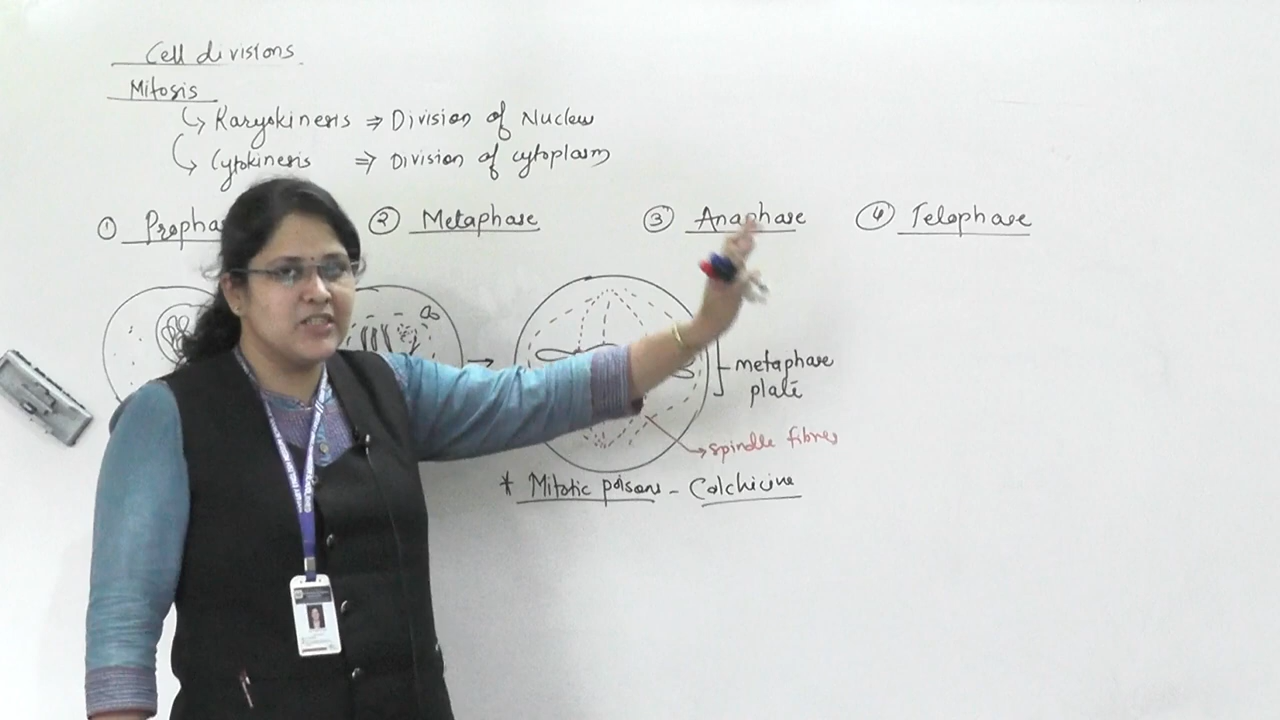 Cell divisions
Mitosis
↳ Karyokinesis ⇒ Division of Nucleus
↳ Cytokinesis ⇒ Division of cytoplasm
① Propha ② Metaphase ③ Anaphase ④ Telophase
metaphase
plate
spindle fibres
* Mitotic poisons - Colchicine